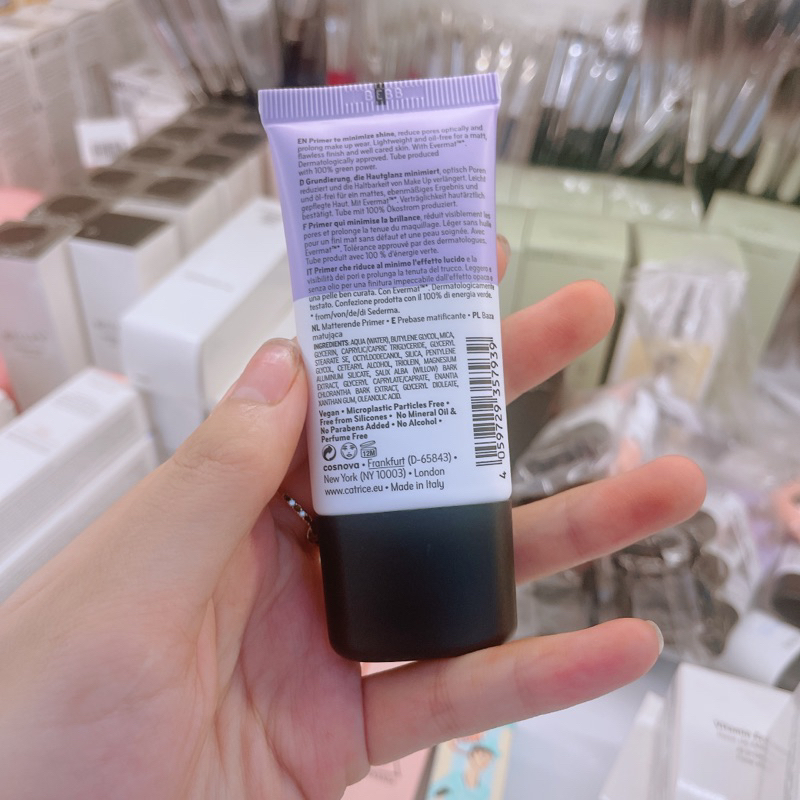 EN Primer to minimize shine, reduce pores optically and
prolong make up wear. Lightweight and oil-free for a matt,
flawless finish and well cared skin. With Evermat™*.
Dermatologically approved. Tube produced
with 100% green power.
D Grundierung, die Hautglanz minimiert, optisch Poren
reduziert und die Haltbarkeit von Make Up verlängert. Leicht
und öl-frei für ein mattes, ebenmäßiges Ergebnis und
gepflegte Haut. Mit Evermat™*. Verträglichkeit hautärztlich
bestätigt. Tube mit 100% Ökostrom produziert.
F Primer qui minimise la brillance, réduit visiblement les
pores et prolonge la tenue du maquillage. Léger sans huile
pour un fini mat sans défaut et une peau soignée. Avec
Evermat™*. Tolérance approuvée par des dermatologues.
Tube produit avec 100 % d'énergie verte.
IT Primer che riduce al minimo l'effetto lucido e la
visibilità dei pori e prolunga la tenuta del trucco. Leggero e
senza olio per una finitura impeccabile dall'effetto opaco e
una pelle ben curata. Con Evermat™*. Dermatologicamente
testato. Confezione prodotta con il 100% di energia verde.
* from/von/de/di Sederma.
NL Matterende Primer • E Prebase matificante • PL Baza
matująca
INGREDIENTS: AQUA (WATER), BUTYLENE GLYCOL, MICA,
GLYCERIN, CAPRYLIC/CAPRIC TRIGLYCERIDE, GLYCERYL
STEARATE SE, OCTYLDODECANOL, SILICA, PENTYLENE
GLYCOL, CETEARYL ALCOHOL, TRIOLEIN, MAGNESIUM
ALUMINUM SILICATE, SALIX ALBA (WILLOW) BARK
EXTRACT, GLYCERYL CAPRYLATE/CAPRATE, ENANTIA
CHLORANTHA BARK EXTRACT, GLYCERYL DIOLEATE,
XANTHAN GUM, OLEANOLIC ACID.
Vegan • Microplastic Particles Free •
Free from Silicones • No Mineral Oil &
No Parabens Added • No Alcohol •
Perfume Free
12M
cosnova • Frankfurt (D-65843) •
New York (NY 10003) • London
www.catrice.eu • Made in Italy
4 059729 357939